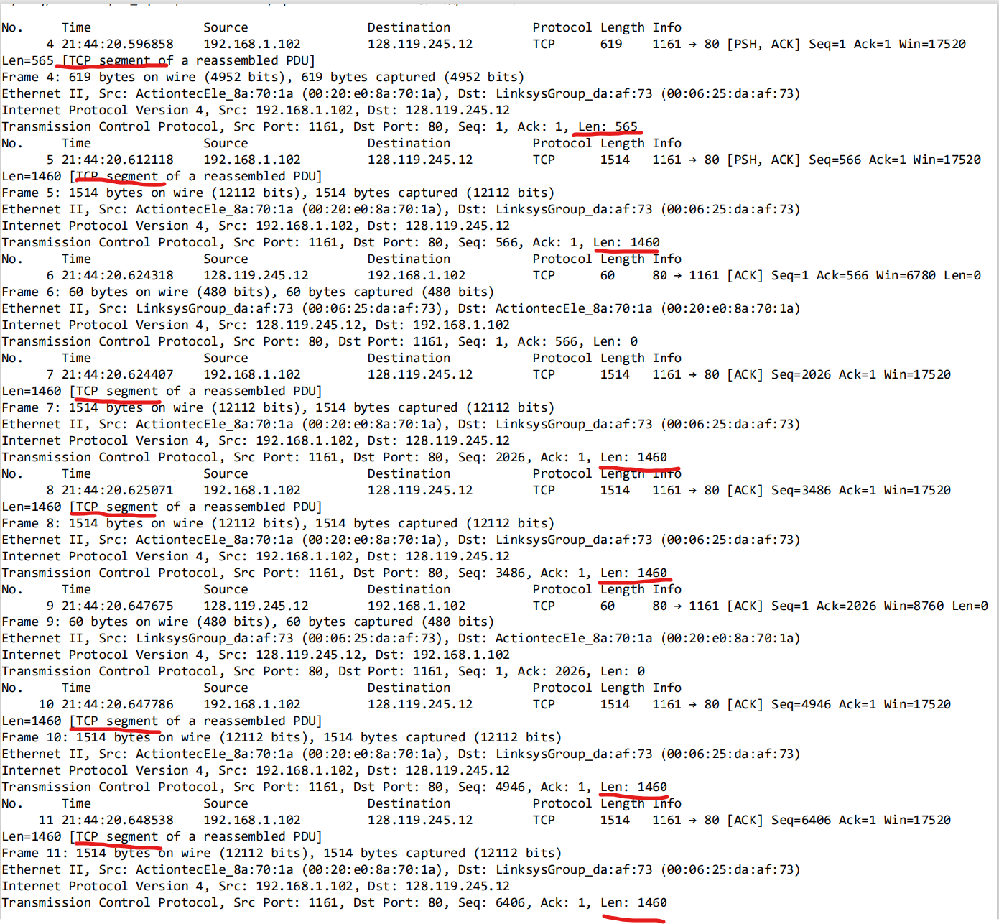 No.     Time            Source                Destination           Protocol Length Info
4 21:44:20.596858    192.168.1.102         128.119.245.12        TCP      619    1161 → 80 [PSH, ACK] Seq=1 Ack=1 Win=17520
Len=565 [TCP segment of a reassembled PDU]
Frame 4: 619 bytes on wire (4952 bits), 619 bytes captured (4952 bits)
Ethernet II, Src: ActiontecEle_8a:70:1a (00:20:e0:8a:70:1a), Dst: LinksysGroup_da:af:73 (00:06:25:da:af:73)
Internet Protocol Version 4, Src: 192.168.1.102, Dst: 128.119.245.12
Transmission Control Protocol, Src Port: 1161, Dst Port: 80, Seq: 1, Ack: 1, Len: 565
No.     Time            Source                Destination           Protocol Length Info
5 21:44:20.612118    192.168.1.102         128.119.245.12        TCP      1514   1161 → 80 [PSH, ACK] Seq=566 Ack=1 Win=17520
Len=1460 [TCP segment of a reassembled PDU]
Frame 5: 1514 bytes on wire (12112 bits), 1514 bytes captured (12112 bits)
Ethernet II, Src: ActiontecEle_8a:70:1a (00:20:e0:8a:70:1a), Dst: LinksysGroup_da:af:73 (00:06:25:da:af:73)
Internet Protocol Version 4, Src: 192.168.1.102, Dst: 128.119.245.12
Transmission Control Protocol, Src Port: 1161, Dst Port: 80, Seq: 566, Ack: 1, Len: 1460
No.     Time            Source                Destination           Protocol Length Info
6 21:44:20.624318    128.119.245.12        192.168.1.102         TCP      60     80 → 1161 [ACK] Seq=1 Ack=566 Win=6780 Len=0
Frame 6: 60 bytes on wire (480 bits), 60 bytes captured (480 bits)
Ethernet II, Src: LinksysGroup_da:af:73 (00:06:25:da:af:73), Dst: ActiontecEle_8a:70:1a (00:20:e0:8a:70:1a)
Internet Protocol Version 4, Src: 128.119.245.12, Dst: 192.168.1.102
Transmission Control Protocol, Src Port: 80, Dst Port: 1161, Seq: 1, Ack: 566, Len: 0
No.     Time            Source                Destination           Protocol Length Info
7 21:44:20.624407    192.168.1.102         128.119.245.12        TCP      1514   1161 → 80 [ACK] Seq=2026 Ack=1 Win=17520
Len=1460 [TCP segment of a reassembled PDU]
Frame 7: 1514 bytes on wire (12112 bits), 1514 bytes captured (12112 bits)
Ethernet II, Src: ActiontecEle_8a:70:1a (00:20:e0:8a:70:1a), Dst: LinksysGroup_da:af:73 (00:06:25:da:af:73)
Internet Protocol Version 4, Src: 192.168.1.102, Dst: 128.119.245.12
Transmission Control Protocol, Src Port: 1161, Dst Port: 80, Seq: 2026, Ack: 1, Len: 1460
No.     Time            Source                Destination           Protocol Length Info
8 21:44:20.625071    192.168.1.102         128.119.245.12        TCP      1514   1161 → 80 [ACK] Seq=3486 Ack=1 Win=17520
Len=1460 [TCP segment of a reassembled PDU]
Frame 8: 1514 bytes on wire (12112 bits), 1514 bytes captured (12112 bits)
Ethernet II, Src: ActiontecEle_8a:70:1a (00:20:e0:8a:70:1a), Dst: LinksysGroup_da:af:73 (00:06:25:da:af:73)
Internet Protocol Version 4, Src: 192.168.1.102, Dst: 128.119.245.12
Transmission Control Protocol, Src Port: 1161, Dst Port: 80, Seq: 3486, Ack: 1, Len: 1460
No.     Time            Source                Destination           Protocol Length Info
9 21:44:20.647675    128.119.245.12        192.168.1.102         TCP      60     80 → 1161 [ACK] Seq=1 Ack=2026 Win=8760 Len=0
Frame 9: 60 bytes on wire (480 bits), 60 bytes captured (480 bits)
Ethernet II, Src: LinksysGroup_da:af:73 (00:06:25:da:af:73), Dst: ActiontecEle_8a:70:1a (00:20:e0:8a:70:1a)
Internet Protocol Version 4, Src: 128.119.245.12, Dst: 192.168.1.102
Transmission Control Protocol, Src Port: 80, Dst Port: 1161, Seq: 1, Ack: 2026, Len: 0
No.     Time            Source                Destination           Protocol Length Info
10 21:44:20.647786    192.168.1.102         128.119.245.12        TCP      1514   1161 → 80 [ACK] Seq=4946 Ack=1 Win=17520
Len=1460 [TCP segment of a reassembled PDU]
Frame 10: 1514 bytes on wire (12112 bits), 1514 bytes captured (12112 bits)
Ethernet II, Src: ActiontecEle_8a:70:1a (00:20:e0:8a:70:1a), Dst: LinksysGroup_da:af:73 (00:06:25:da:af:73)
Internet Protocol Version 4, Src: 192.168.1.102, Dst: 128.119.245.12
Transmission Control Protocol, Src Port: 1161, Dst Port: 80, Seq: 4946, Ack: 1, Len: 1460
No.     Time            Source                Destination           Protocol Length Info
11 21:44:20.648538    192.168.1.102         128.119.245.12        TCP      1514   1161 → 80 [ACK] Seq=6406 Ack=1 Win=17520
Len=1460 [TCP segment of a reassembled PDU]
Frame 11: 1514 bytes on wire (12112 bits), 1514 bytes captured (12112 bits)
Ethernet II, Src: ActiontecEle_8a:70:1a (00:20:e0:8a:70:1a), Dst: LinksysGroup_da:af:73 (00:06:25:da:af:73)
Internet Protocol Version 4, Src: 192.168.1.102, Dst: 128.119.245.12
Transmission Control Protocol, Src Port: 1161, Dst Port: 80, Seq: 6406, Ack: 1, Len: 1460